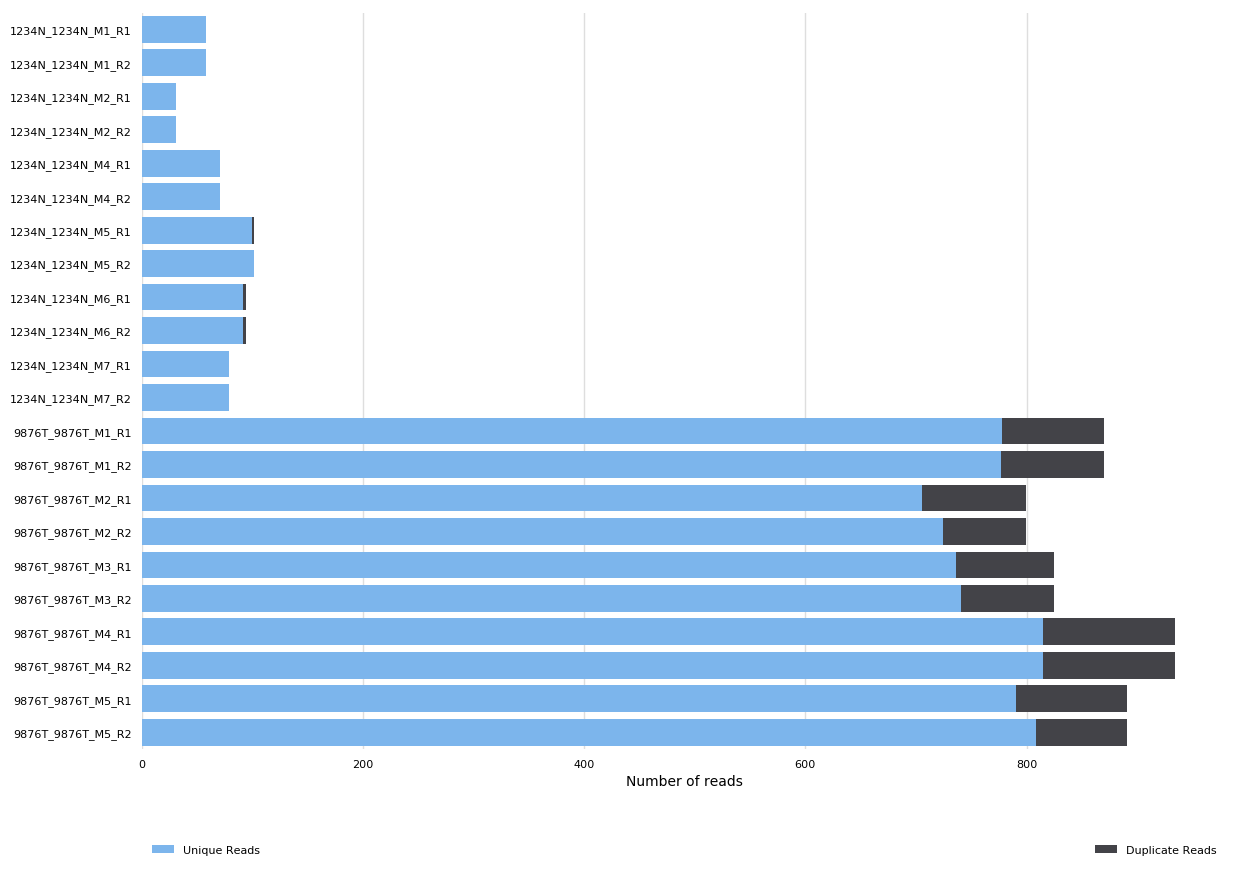 1234N_1234N_M1_R1
1234N_1234N_M1_R2
1234N_1234N_M2_R1
1234N_1234N_M2_R2
1234N_1234N_M4_R1
1234N_1234N_M4_R2
1234N_1234N_M5_R1
1234N_1234N_M5_R2
1234N_1234N_M6_R1
1234N_1234N_M6_R2
1234N_1234N_M7_R1
1234N_1234N_M7_R2
9876T_9876T_M1_R1
9876T_9876T_M1_R2
9876T_9876T_M2_R1
9876T_9876T_M2_R2
9876T_9876T_M3_R1
9876T_9876T_M3_R2
9876T_9876T_M4_R1
9876T_9876T_M4_R2
9876T_9876T_M5_R1
9876T_9876T_M5_R2
0 200 400 600 800
Number of reads
Unique Reads Duplicate Reads